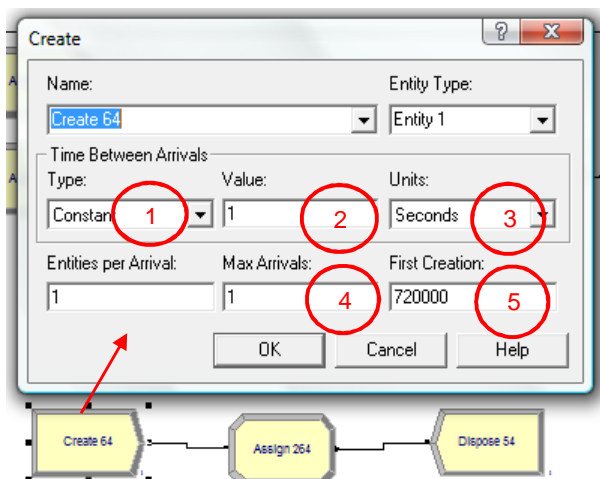 Create
Name: Entity Type:
Create 64 Entity 1
Time Between Arrivals
Type: Value: Units:
Constan 1 1 2 Seconds 3
Entities per Arrival: Max Arrivals: First Creation:
1 1 4 720000 5
OK Cancel Help
Create 64 Assign 264 Dispose 54